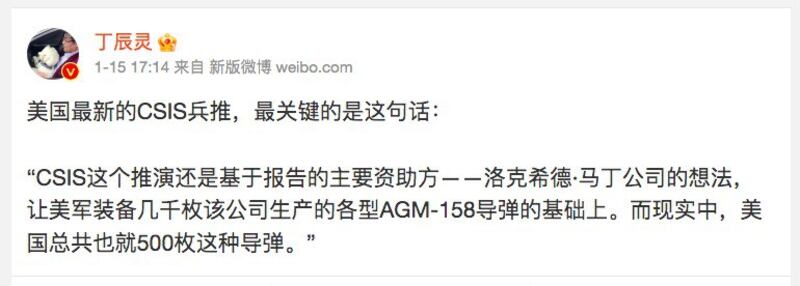 丁辰灵
1-15 17:14 来自 新版微博 weibo.com
美国最新的CSIS兵推，最关键的是这句话：
“CSIS这个推演还是基于报告的主要资助方——洛克希德·马丁公司的想法，
让美军装备几千枚该公司生产的各型AGM-158导弹的基础上。而现实中，美
国总共也就500枚这种导弹。”